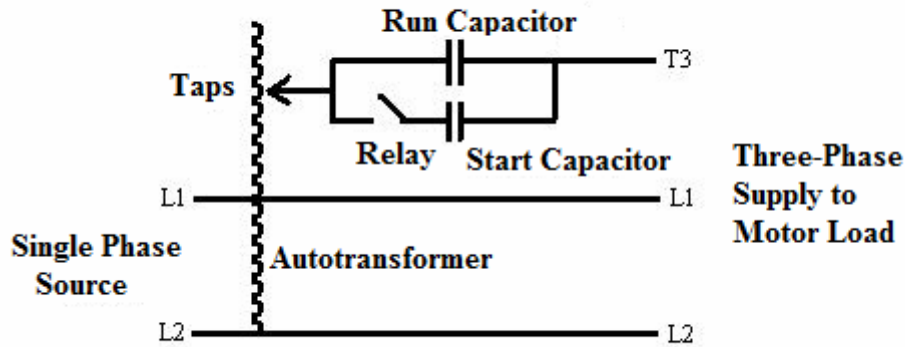 Run Capacitor
T3
Taps
Relay
Start Capacitor
Three-Phase
Supply to
Motor Load
L1
L1
Single Phase
Source
Autotransformer
L2
L2